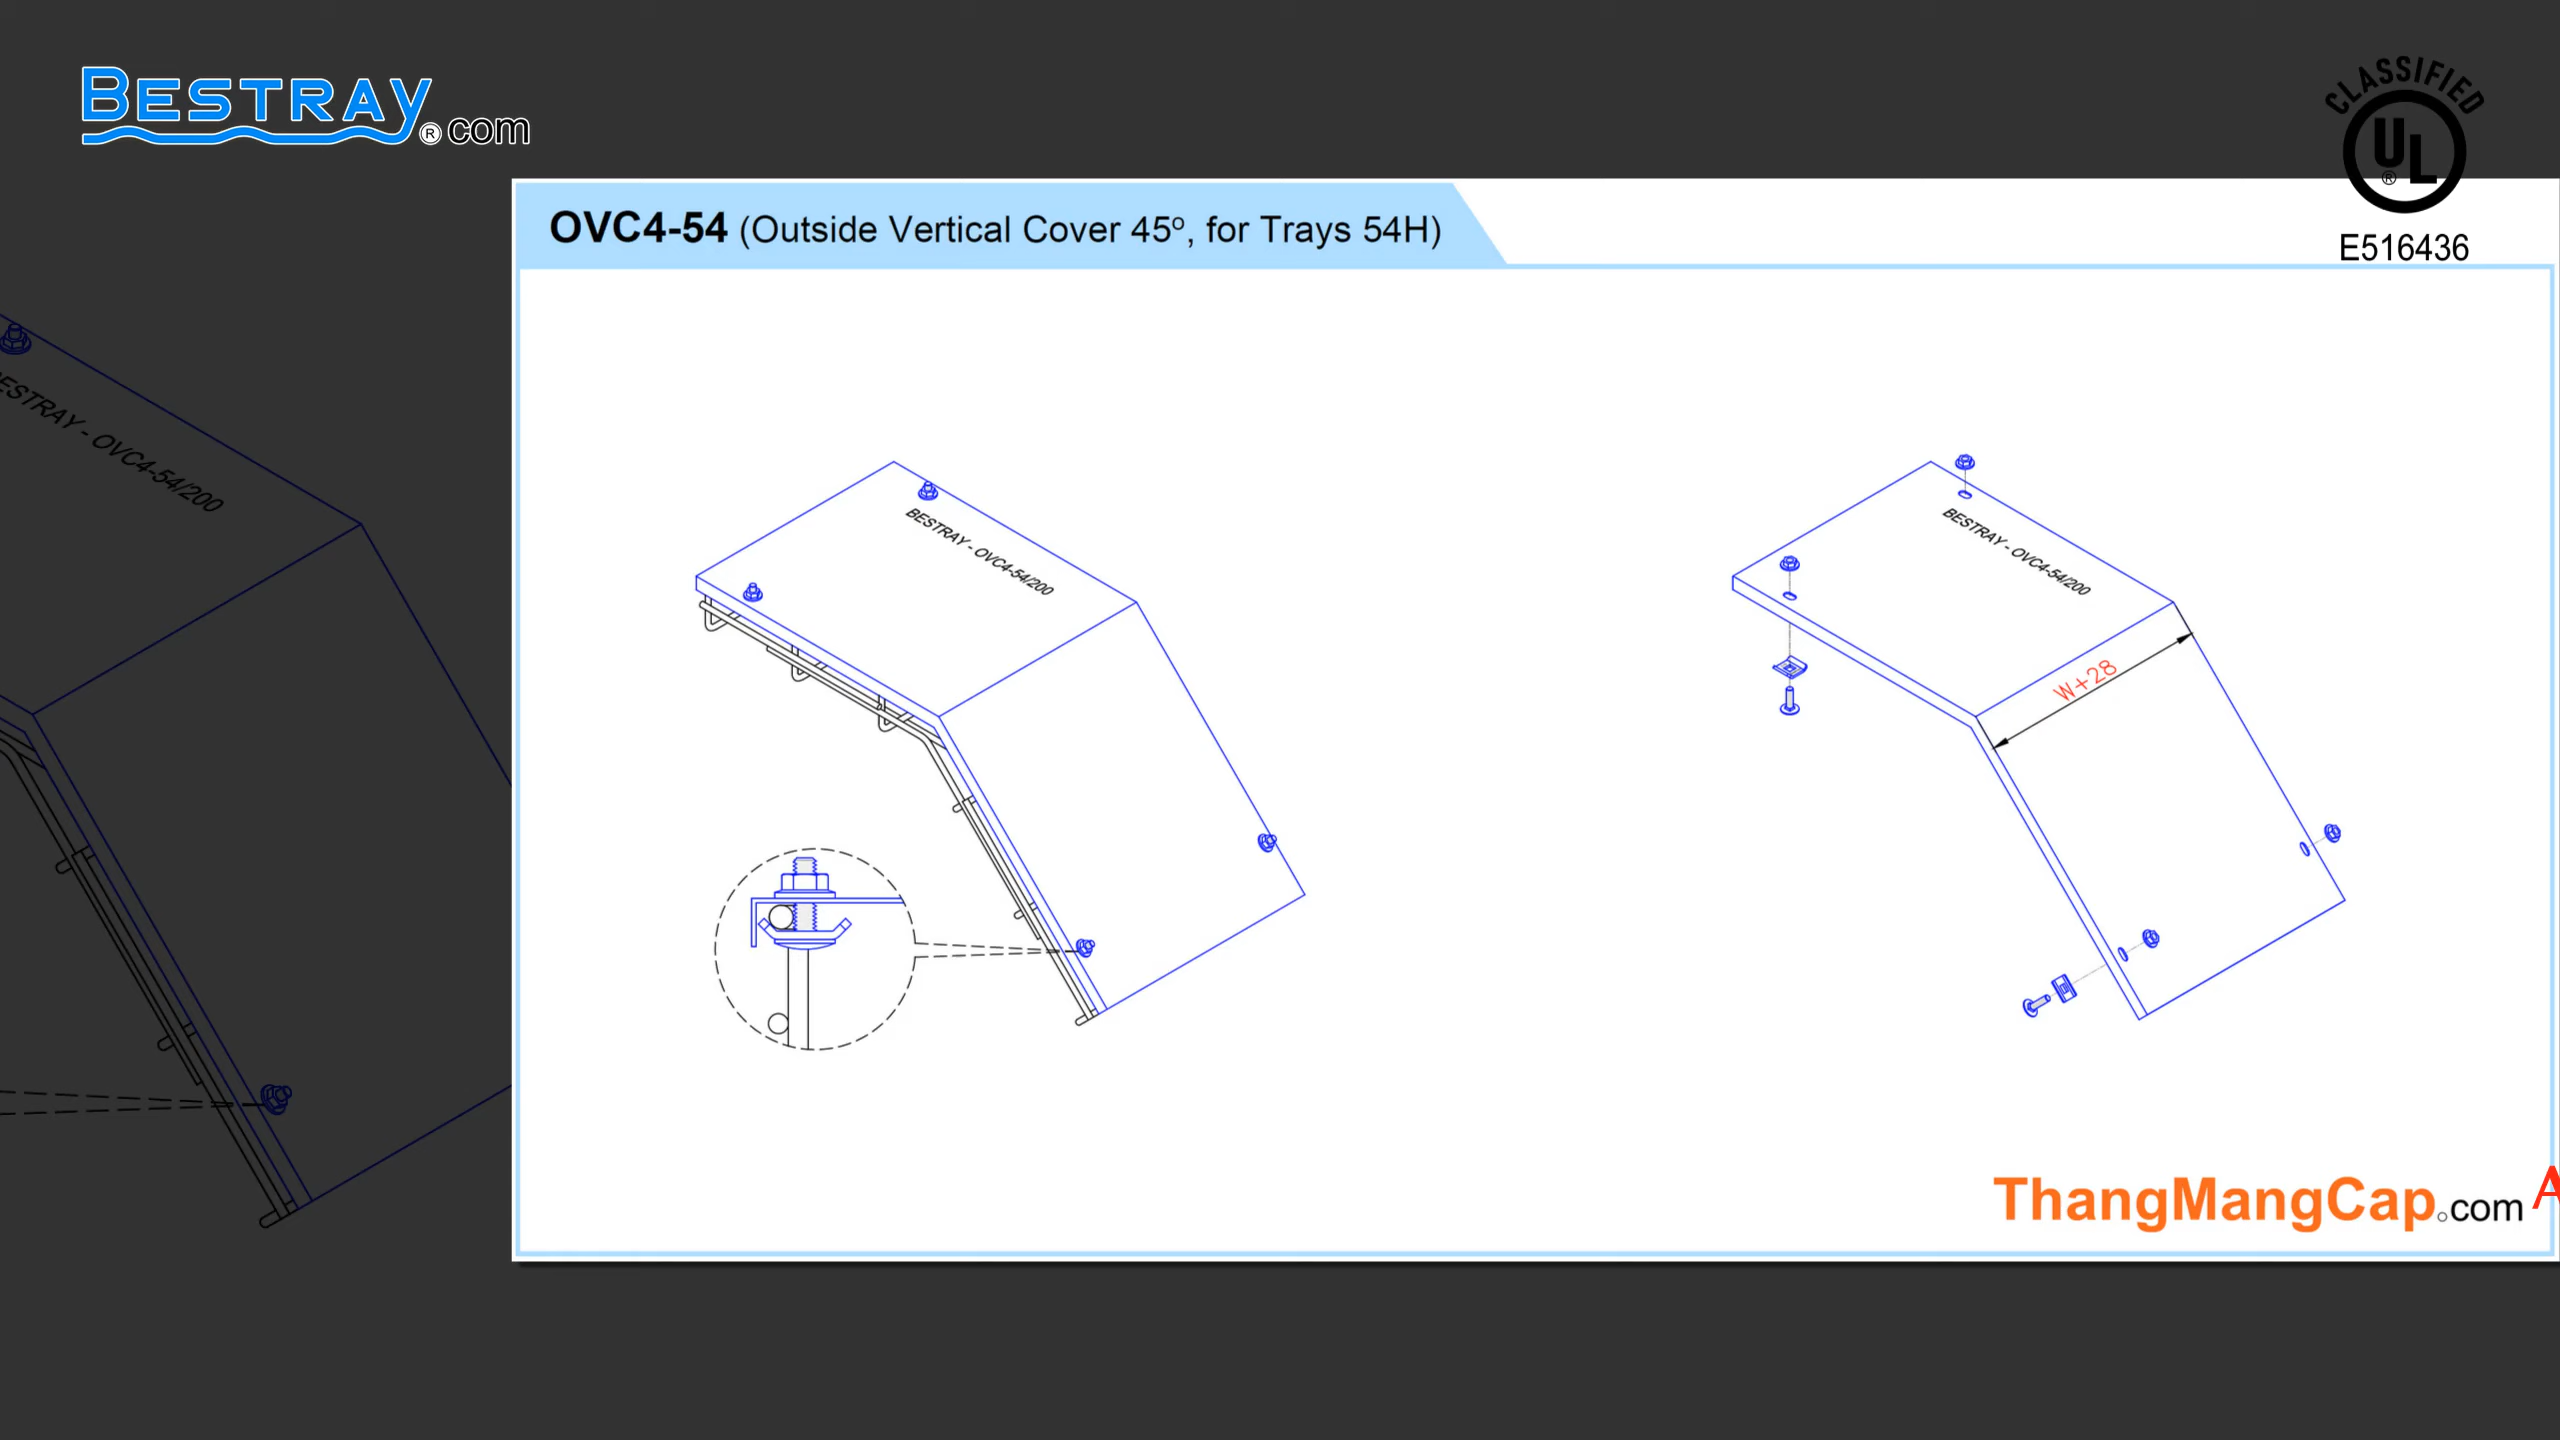 BESTRAY® com
CLASSIFIED
UL
®
E516436
OVC4-54 (Outside Vertical Cover 45º, for Trays 54H)
ESTRAY - OVC4-54/200
BESTRAY - OVC4-54/200
BESTRAY - OVC4-54/200
W+28
ThangMangCap.com
A